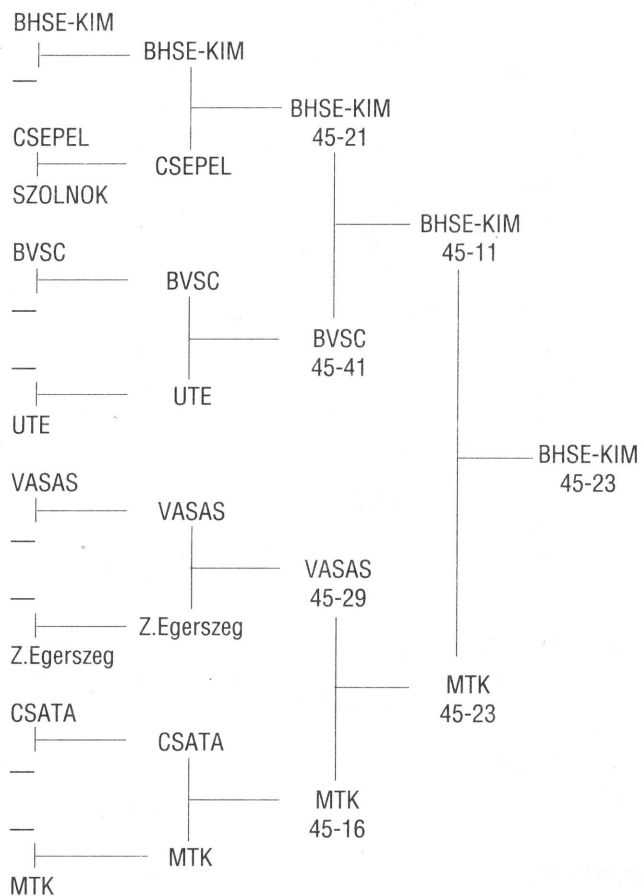 BHSE-KIM
BHSE-KIM
BHSE-KIM
45-21
CSEPEL
CSEPEL
SZOLNOK
BHSE-KIM
45-11
BVSC
BVSC
BVSC
45-41
UTE
UTE
BHSE-KIM
45-23
VASAS
VASAS
VASAS
45-29
Z.Egerszeg
Z.Egerszeg
MTK
45-23
CSATA
CSATA
MTK
45-16
MTK
MTK